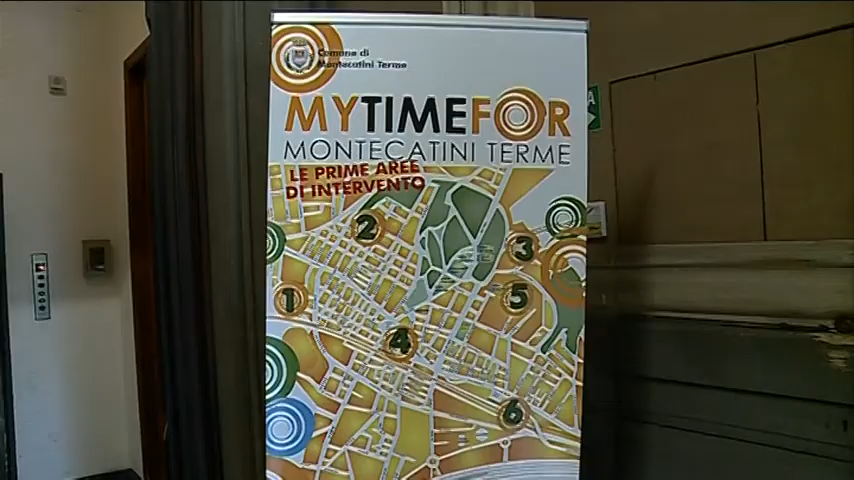 Comune di
Montecatini Terme
MYTIMEFOR
MONTECATINI TERME
LE PRIME AREE
DI INTERVENTO
2
3
1
5
4
6